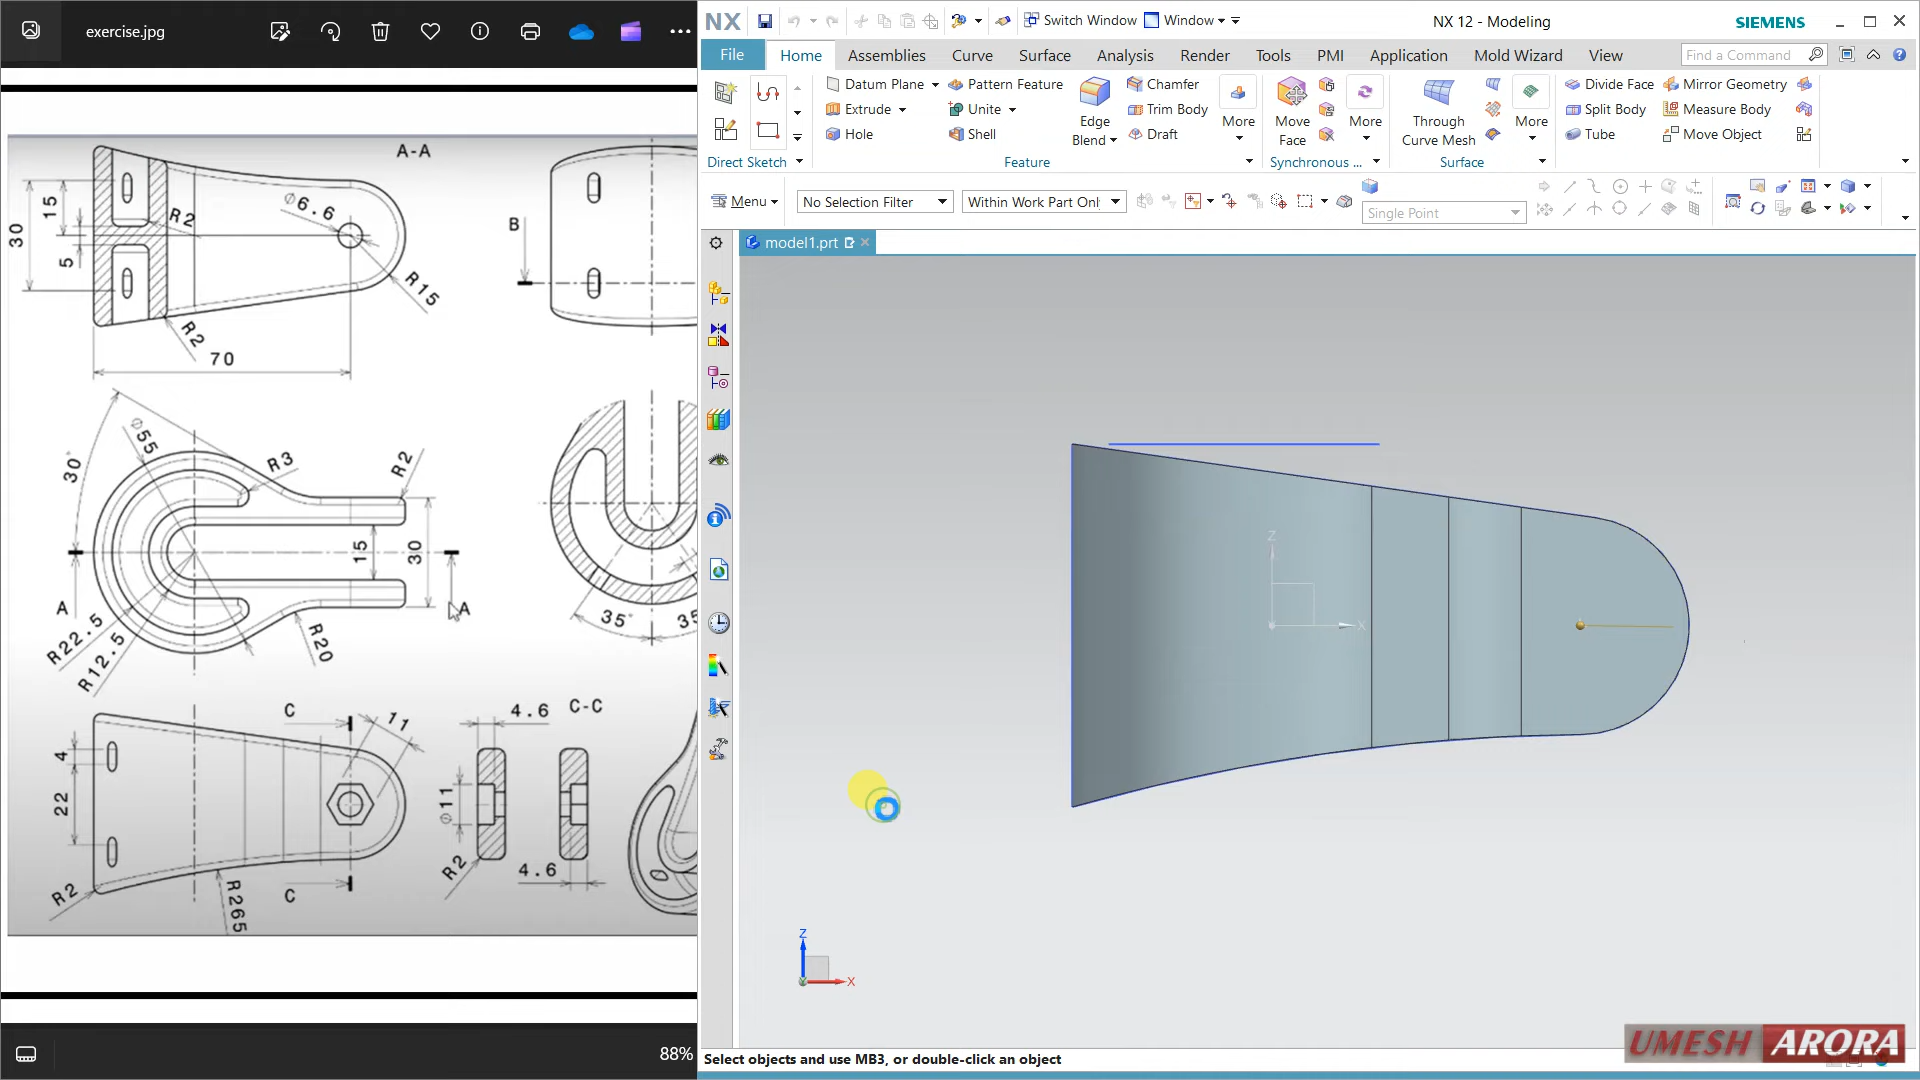 exercise.jpg
NX
Switch Window
Window
NX 12 - Modeling
SIEMENS
File
Home
Assemblies
Curve
Surface
Analysis
Render
Tools
PMI
Application
Mold Wizard
View
Find a Command
Datum Plane
Pattern Feature
Chamfer
Extrude
Unite
Trim Body
Hole
Shell
Draft
Edge
Blend
More
Move
Face
More
Through
Curve Mesh
More
Divide Face
Mirror Geometry
Split Body
Measure Body
Tube
Move Object
Direct Sketch
Feature
Synchronous ...
Surface
Menu
No Selection Filter
Within Work Part Onl
Single Point
model1.prt
A-A
30
15
5
R2
Ø6.6
R15
R2
70
B
30°
Ø55
R3
R2
15
30
A
A
R22.5
R12.5
R20
35°
35
C
11
4.6
C-C
4
22
Ø11
R2
4.6
R2
R265
C
Z
X
Z
X
88%
Select objects and use MB3, or double-click an object
UMESH ARORA